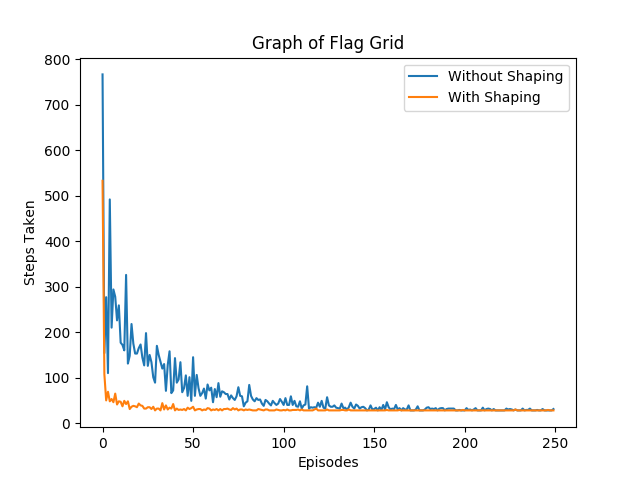 Graph of Flag Grid
Without Shaping
With Shaping
800
700
600
500
400
300
200
100
0
Steps Taken
0 50 100 150 200 250
Episodes